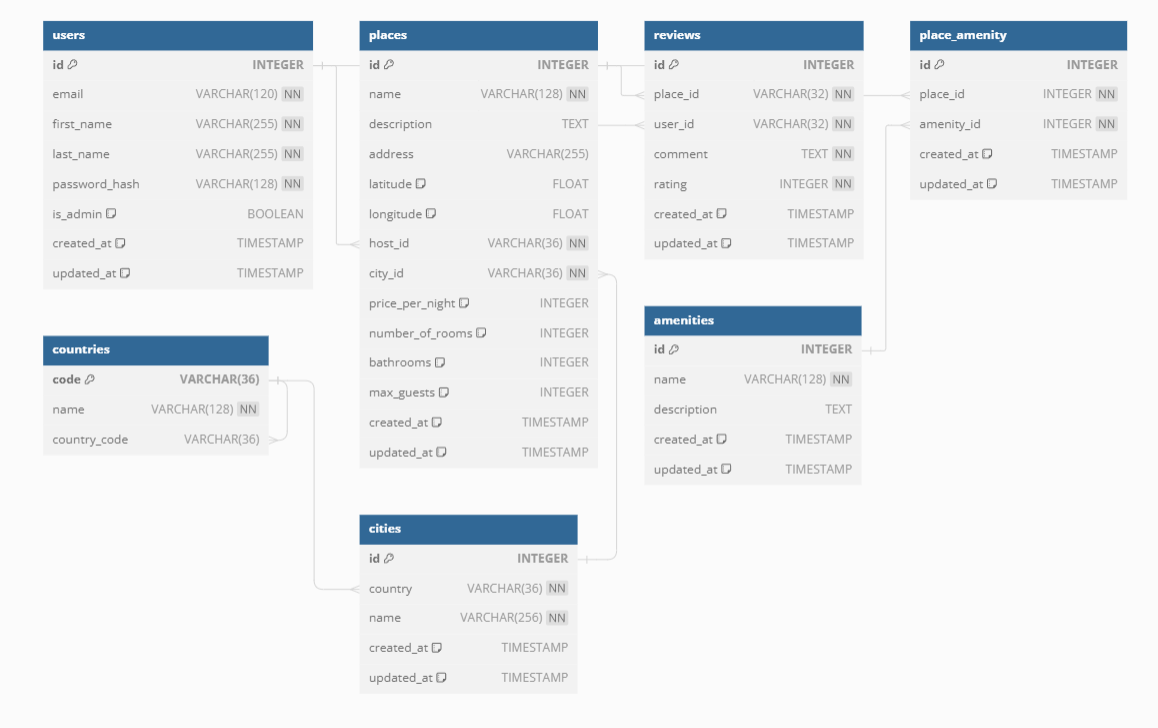 users
id INTEGER
email VARCHAR(120) NN
first_name VARCHAR(255) NN
last_name VARCHAR(255) NN
password_hash VARCHAR(128) NN
is_admin BOOLEAN
created_at TIMESTAMP
updated_at TIMESTAMP
countries
code VARCHAR(36)
name VARCHAR(128) NN
country_code VARCHAR(36)
places
id INTEGER
name VARCHAR(128) NN
description TEXT
address VARCHAR(255)
latitude FLOAT
longitude FLOAT
host_id VARCHAR(36) NN
city_id VARCHAR(36) NN
price_per_night INTEGER
number_of_rooms INTEGER
bathrooms INTEGER
max_guests INTEGER
created_at TIMESTAMP
updated_at TIMESTAMP
cities
id INTEGER
country VARCHAR(36) NN
name VARCHAR(256) NN
created_at TIMESTAMP
updated_at TIMESTAMP
reviews
id INTEGER
place_id VARCHAR(32) NN
user_id VARCHAR(32) NN
comment TEXT NN
rating INTEGER NN
created_at TIMESTAMP
updated_at TIMESTAMP
amenities
id INTEGER
name VARCHAR(128) NN
description TEXT
created_at TIMESTAMP
updated_at TIMESTAMP
place_amenity
id INTEGER
place_id INTEGER NN
amenity_id INTEGER NN
created_at TIMESTAMP
updated_at TIMESTAMP